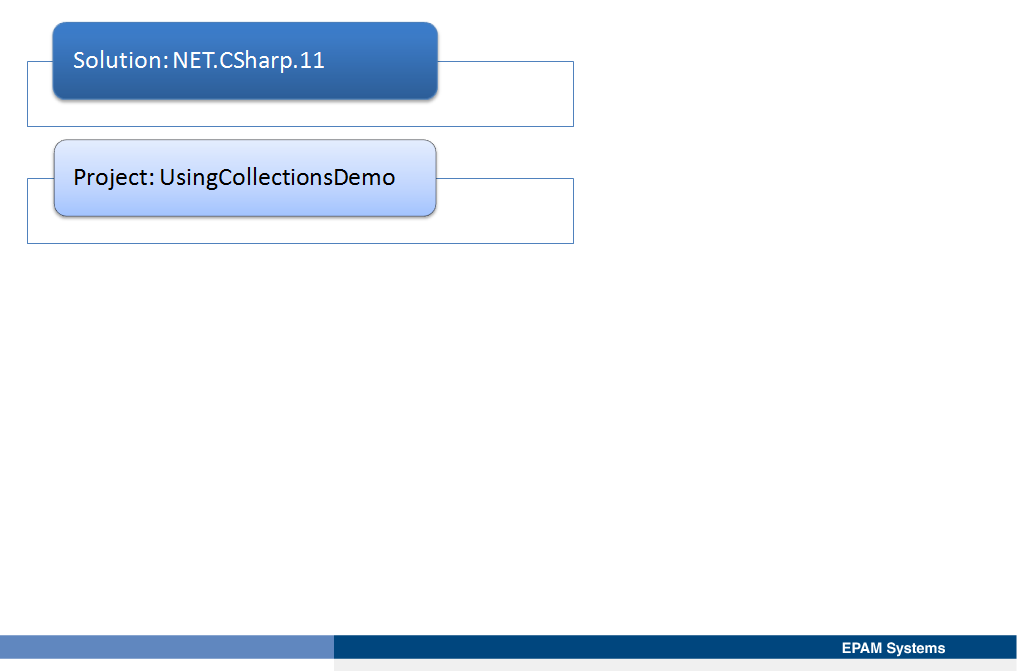 Solution: NET.CSharp.11
Project: UsingCollectionsDemo
EPAM Systems